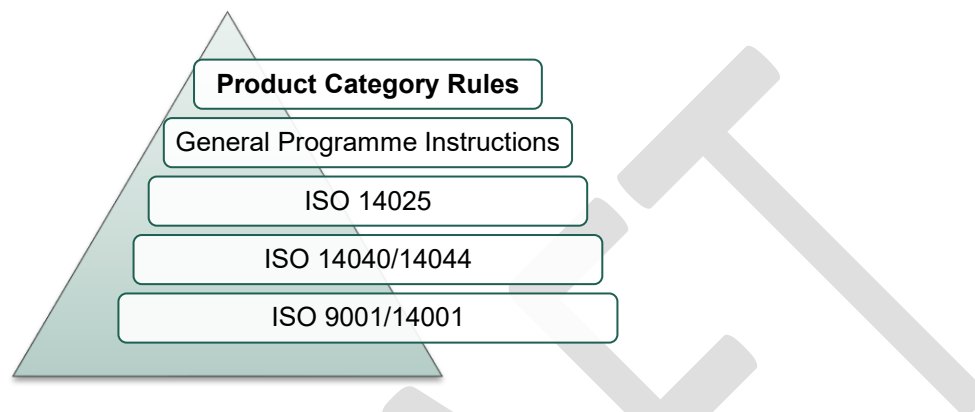 Product Category Rules
General Programme Instructions
ISO 14025
ISO 14040/14044
ISO 9001/14001